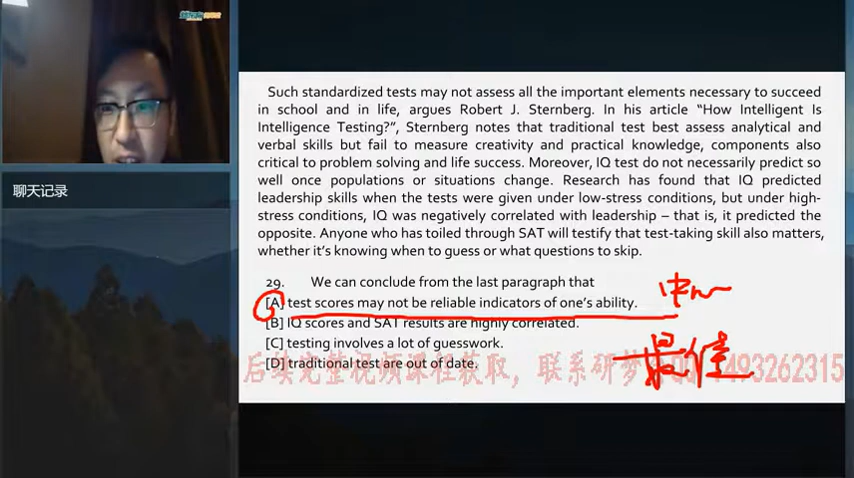 聊天记录
Such standardized tests may not assess all the important elements necessary to succeed
in school and in life, argues Robert J. Sternberg. In his article “How Intelligent Is
Intelligence Testing?”, Sternberg notes that traditional test best assess analytical and
verbal skills but fail to measure creativity and practical knowledge, components also
critical to problem solving and life success. Moreover, IQ test do not necessarily predict so
well once populations or situations change. Research has found that IQ predicted
leadership skills when the tests were given under low-stress conditions, but under high-
stress conditions, IQ was negatively correlated with leadership – that is, it predicted the
opposite. Anyone who has toiled through SAT will testify that test-taking skill also matters,
whether it’s knowing when to guess or what questions to skip.
29. We can conclude from the last paragraph that
[A] test scores may not be reliable indicators of one’s ability.
中心
[B] IQ scores and SAT results are highly correlated.
[C] testing involves a lot of guesswork.
最佳
[D] traditional test are out of date.
后续完整视频课程获取，联系研梦 1493262315